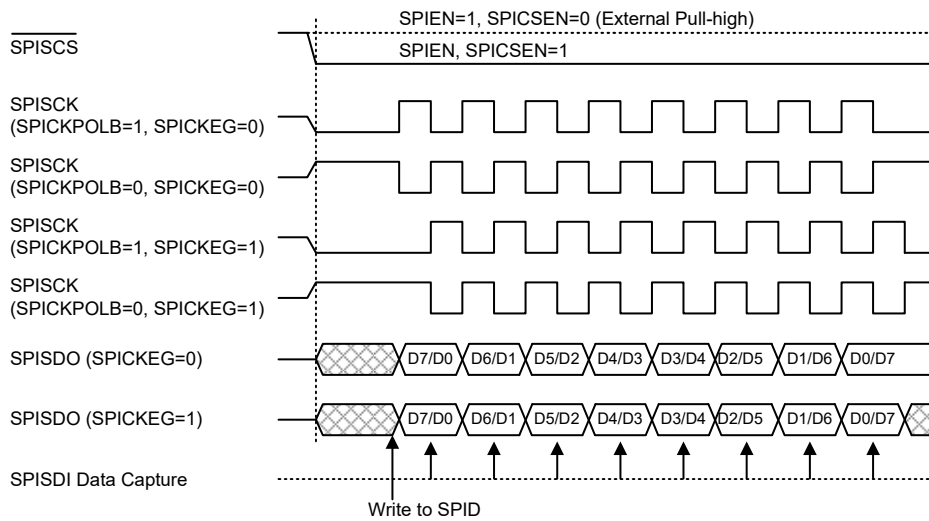 SPIEN=1, SPICSEN=0 (External Pull-high)
SPISCS
SPIEN, SPICSEN=1
SPISCK
(SPICKPOLB=1, SPICKEG=0)
SPISCK
(SPICKPOLB=0, SPICKEG=0)
SPISCK
(SPICKPOLB=1, SPICKEG=1)
SPISCK
(SPICKPOLB=0, SPICKEG=1)
SPISDO (SPICKEG=0) D7/D0 D6/D1 D5/D2 D4/D3 D3/D4 D2/D5 D1/D6 D0/D7
SPISDO (SPICKEG=1) D7/D0 D6/D1 D5/D2 D4/D3 D3/D4 D2/D5 D1/D6 D0/D7
SPISDI Data Capture
Write to SPID